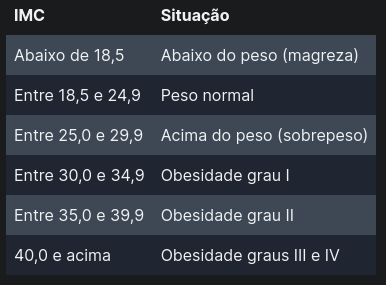 IMC Situação
Abaixo de 18,5 Abaixo do peso (magreza)
Entre 18,5 e 24,9 Peso normal
Entre 25,0 e 29,9 Acima do peso (sobrepeso)
Entre 30,0 e 34,9 Obesidade grau I
Entre 35,0 e 39,9 Obesidade grau II
40,0 e acima Obesidade graus III e IV